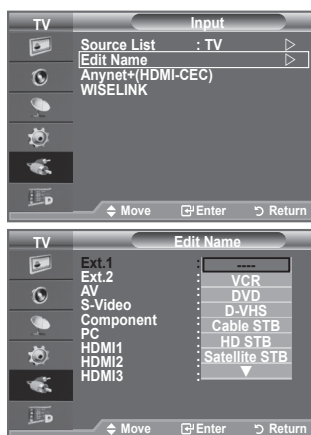 TV Input
Source List : TV ▷
Edit Name ▷
Anynet+(HDMI-CEC)
WISELINK
Move Enter Return
TV Edit Name
Ext.1 : ----
Ext.2 : VCR
AV : DVD
S-Video : D-VHS
Component : Cable STB
PC : HD STB
HDMI1 : Satellite STB
HDMI2 : ▼
HDMI3 :
Move Enter Return